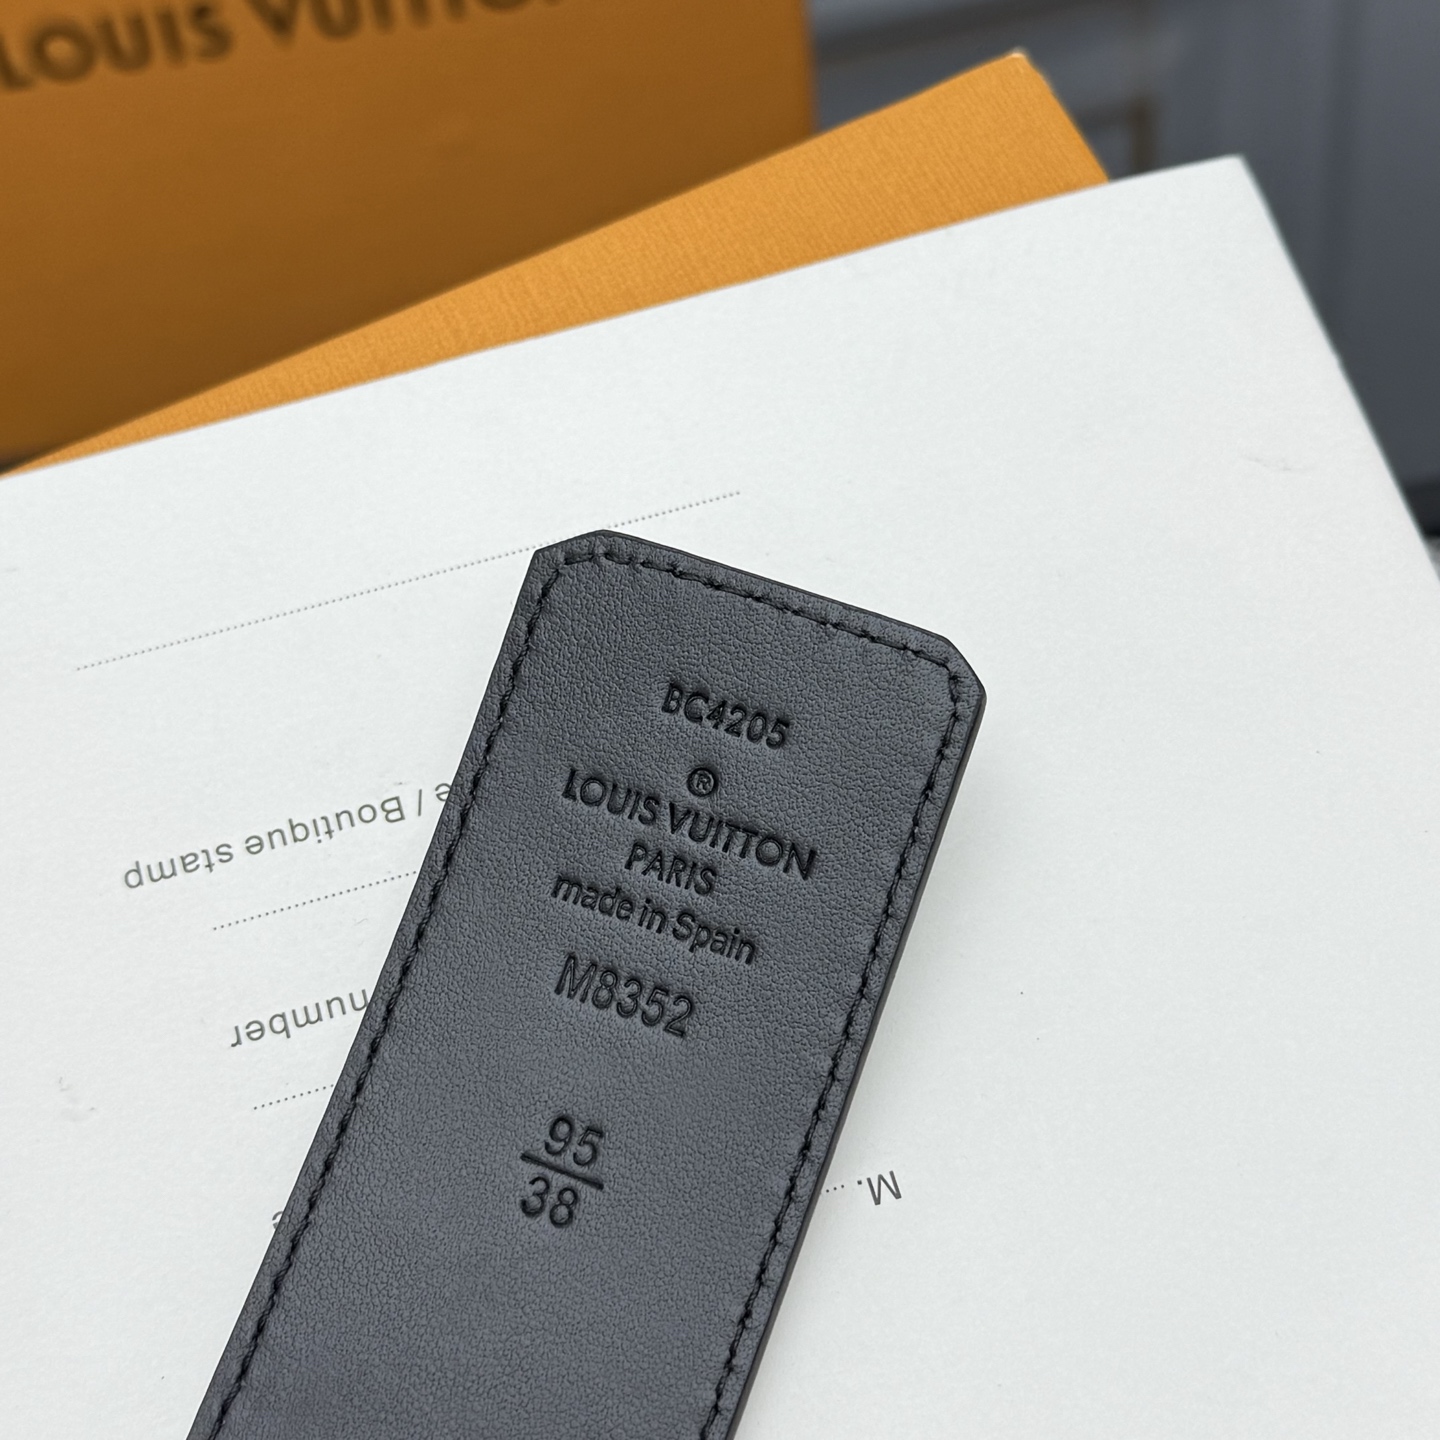 LOUIS VUITTON
BC4205
®
LOUIS VUITTON
PARIS
made in Spain
M8352
95
38
/ Boutique stamp
number
M.